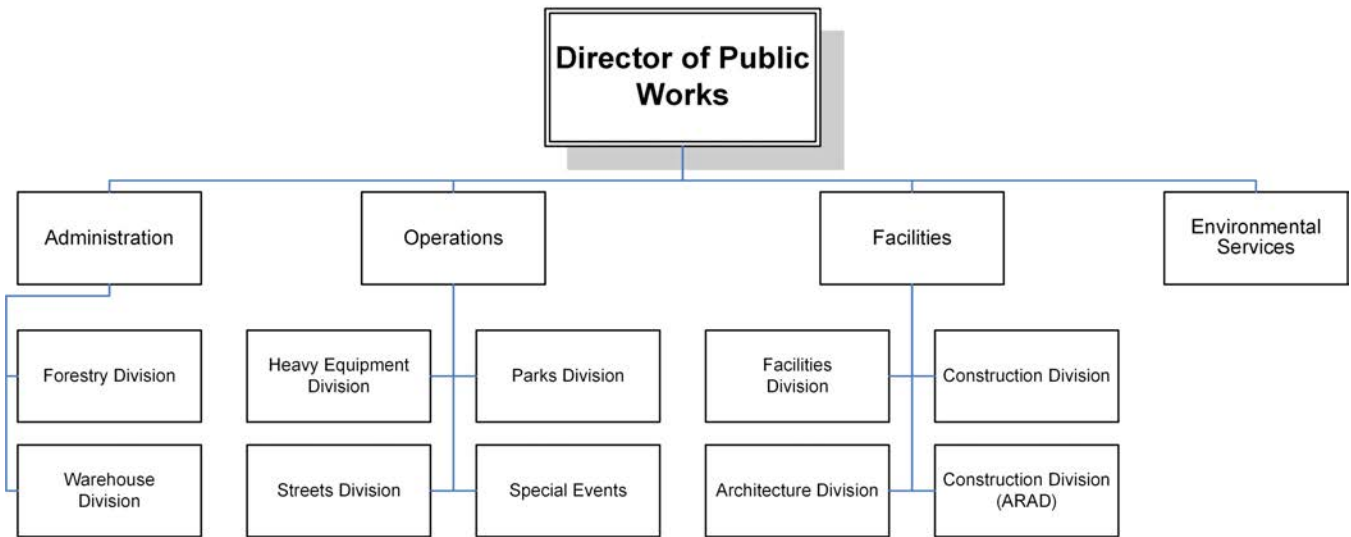 Director of Public
Works
Administration
Operations
Facilities
Environmental
Services
Forestry Division
Heavy Equipment
Division
Parks Division
Facilities
Division
Construction Division
Warehouse
Division
Streets Division
Special Events
Architecture Division
Construction Division
(ARAD)